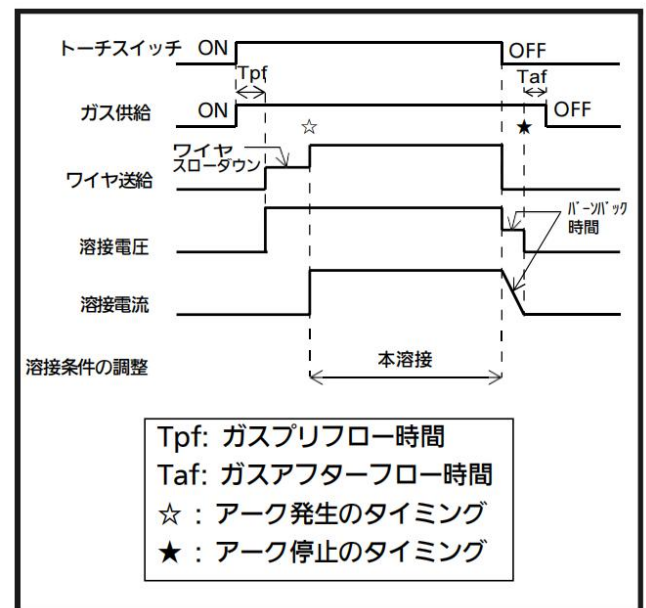 トーチスイッチ ON OFF
Tpf Taf
ガス供給 ON OFF
☆ ★
ワイヤ
スローダウン
ワイヤ送給
バーンバック
時間
溶接電圧
溶接電流
本溶接
溶接条件の調整
Tpf: ガスプリフロー時間
Taf: ガスアフターフロー時間
☆ : アーク発生のタイミング
★ : アーク停止のタイミング